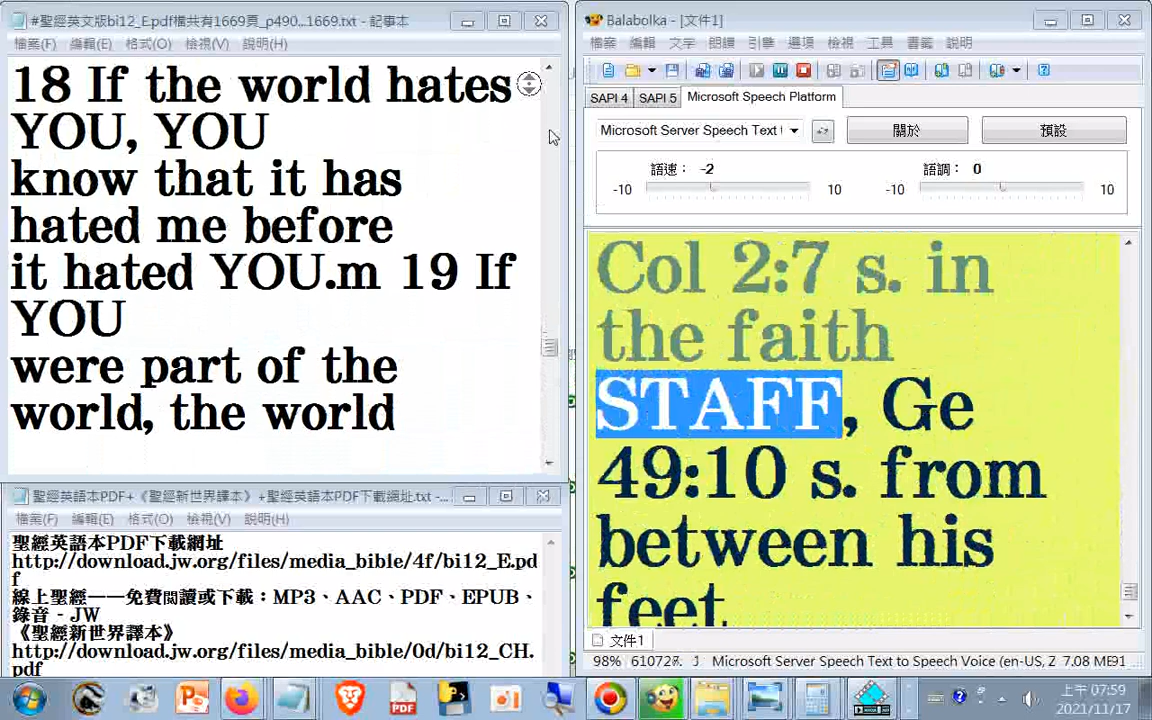 #聖經英文版bi12_E.pdf檔共有1669頁_p490...1669.txt - 記事本
檔案(F) 編輯(E) 格式(O) 檢視(V) 說明(H)
18 If the world hates
YOU, YOU
know that it has
hated me before
it hated YOU.m 19 If
YOU
were part of the
world, the world
聖經英語本PDF+《聖經新世界譯本》+聖經英語本PDF下載網址.txt - ...
檔案(F) 編輯(E) 格式(O) 檢視(V) 說明(H)
聖經英語本PDF下載網址
http://download.jw.org/files/media_bible/4f/bi12_E.pd
f
線上聖經——免費閱讀或下載：MP3、AAC、PDF、EPUB、
錄音 - JW
《聖經新世界譯本》
http://download.jw.org/files/media_bible/0d/bi12_CH.
pdf
Balabolka - [文件1]
檔案 編輯 文字 朗讀 引擎 選項 檢視 工具 書籤 說明
SAPI 4 SAPI 5 Microsoft Speech Platform
Microsoft Server Speech Text 關於 預設
語速： -2 語調： 0
-10 10 -10 10
Col 2:7 s. in
the faith
STAFF, Ge
49:10 s. from
between his
feet
文件1
98% Microsoft Server Speech Text to Speech Voice (en-US, Z
上午 07:59
2021/11/17